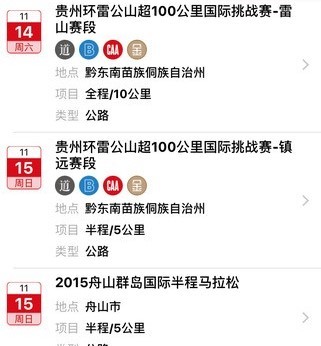 11
14
周六
贵州环雷公山超100公里国际挑战赛-雷
山赛段
道 B CAA 金
地点 黔东南苗族侗族自治州
项目 全程/10公里
类型 公路
11
15
周日
贵州环雷公山超100公里国际挑战赛-镇
远赛段
道 B CAA 金
地点 黔东南苗族侗族自治州
项目 半程/5公里
类型 公路
11
15
周日
2015舟山群岛国际半程马拉松
地点 舟山市
项目 半程/5公里